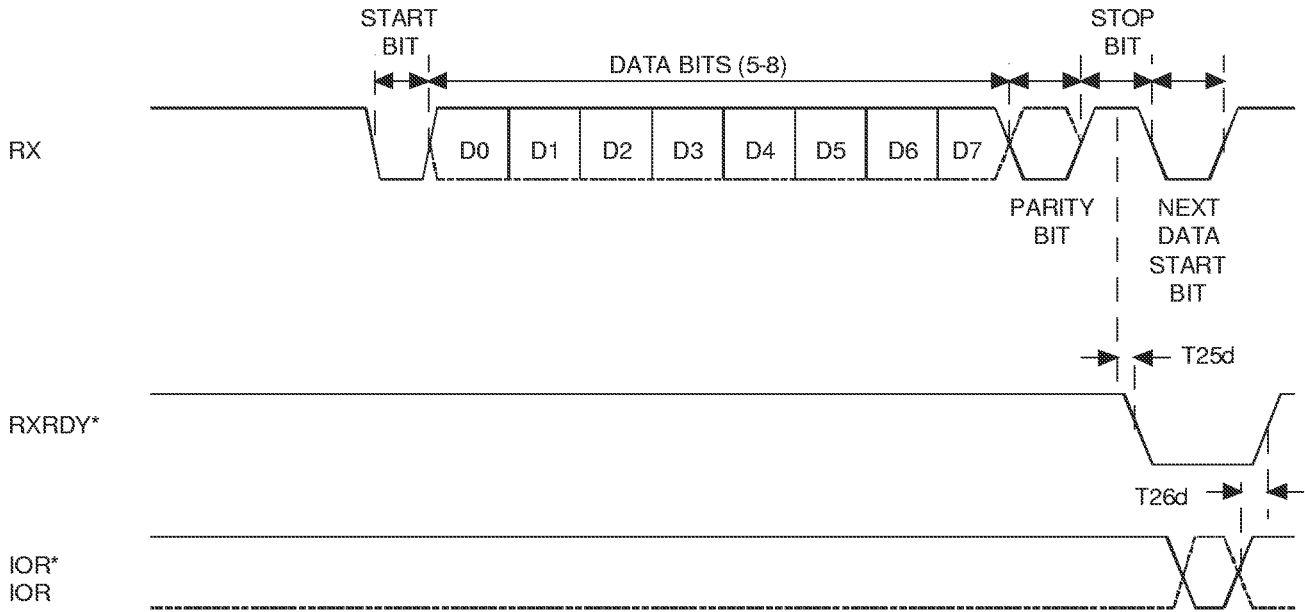 START
BIT
STOP
BIT
DATA BITS (5-8)
RX
D0 D1 D2 D3 D4 D5 D6 D7
PARITY
BIT
NEXT
DATA
START
BIT
T25d
RXRDY*
T26d
IOR*
IOR